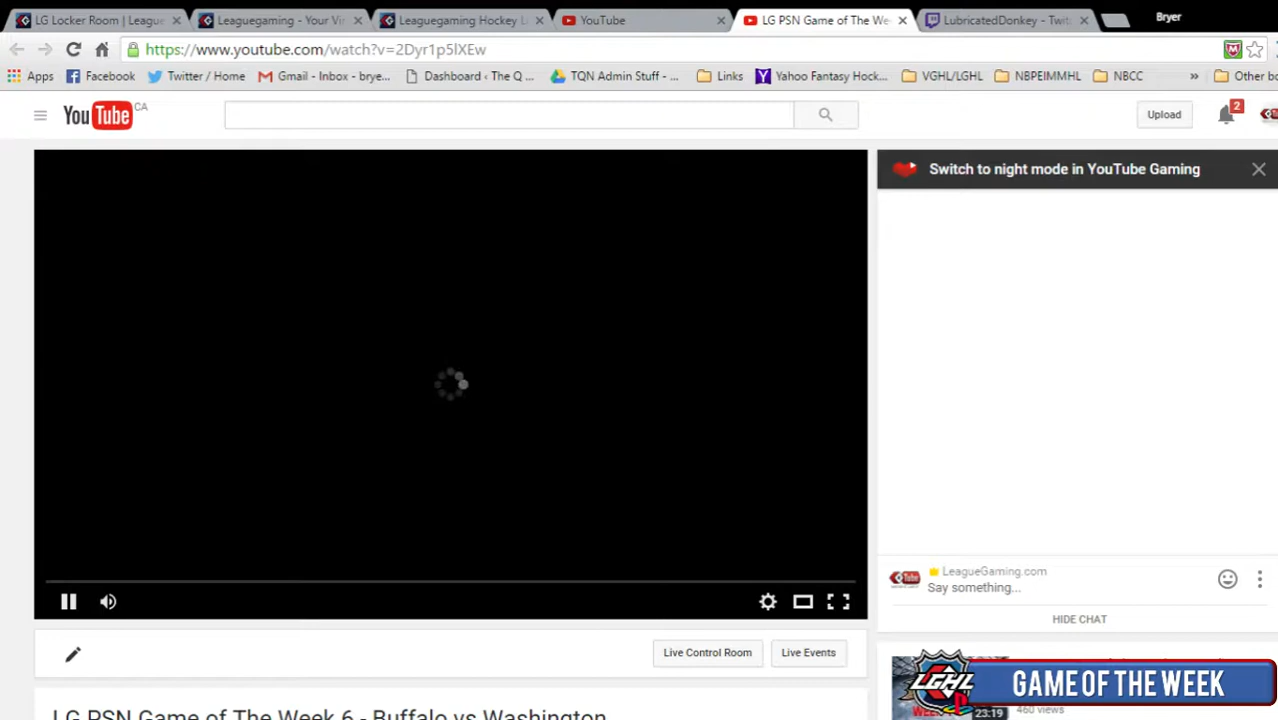 LG Locker Room | League
Leaguegaming - Your Vir
Leaguegaming Hockey L
YouTube
LG PSN Game of The We
LubricatedDonkey - Twit
Bryer
https://www.youtube.com/watch?v=2Dyr1p5lXEw
Apps
Facebook
Twitter / Home
Gmail - Inbox - brye...
Dashboard ‹ The Q ...
TQN Admin Stuff - ...
Links
Yahoo Fantasy Hock...
VGHL/LGHL
NBPEIMMHL
NBCC
»
Other bo
You Tube CA
Upload
2
Switch to night mode in YouTube Gaming
LeagueGaming.com
Say something...
HIDE CHAT
Live Control Room
Live Events
LG PSN Game of The Week 6 - Buffalo vs Washington
LGHL
GAME OF THE WEEK
23:19
460 views